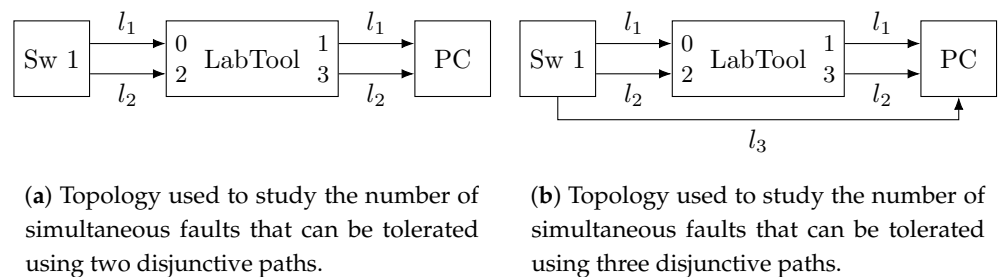 l1 l1
Sw 1 0 LabTool 1 PC
2 3
l2 l2
l1 l1
Sw 1 0 LabTool 1 PC
2 3
l2 l2
l3
(a) Topology used to study the number of
simultaneous faults that can be tolerated
using two disjunctive paths.
(b) Topology used to study the number of
simultaneous faults that can be tolerated
using three disjunctive paths.